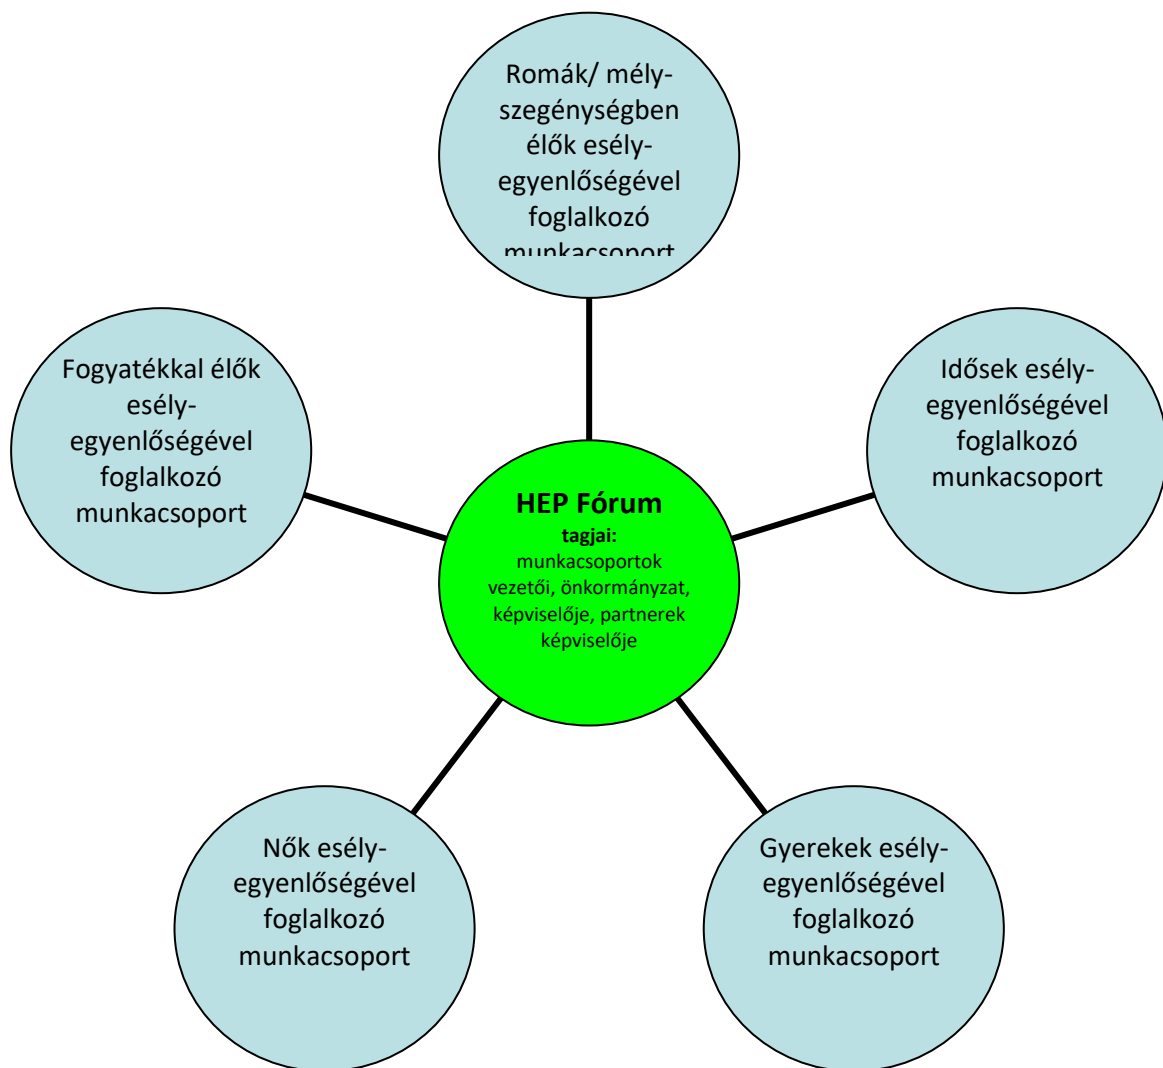 Romák/ mély-
szegénységben
élők esély-
egyenlőségével
foglalkozó
munkacsoport
Fogyatékkal élők
esély-
egyenlőségével
foglalkozó
munkacsoport
Idősek esély-
egyenlőségével
foglalkozó
munkacsoport
HEP Fórum
tagjai:
munkacsoportok
vezetői, önkormányzat,
képviselője, partnerek
képviselője
Nők esély-
egyenlőségével
foglalkozó
munkacsoport
Gyerekek esély-
egyenlőségével
foglalkozó
munkacsoport